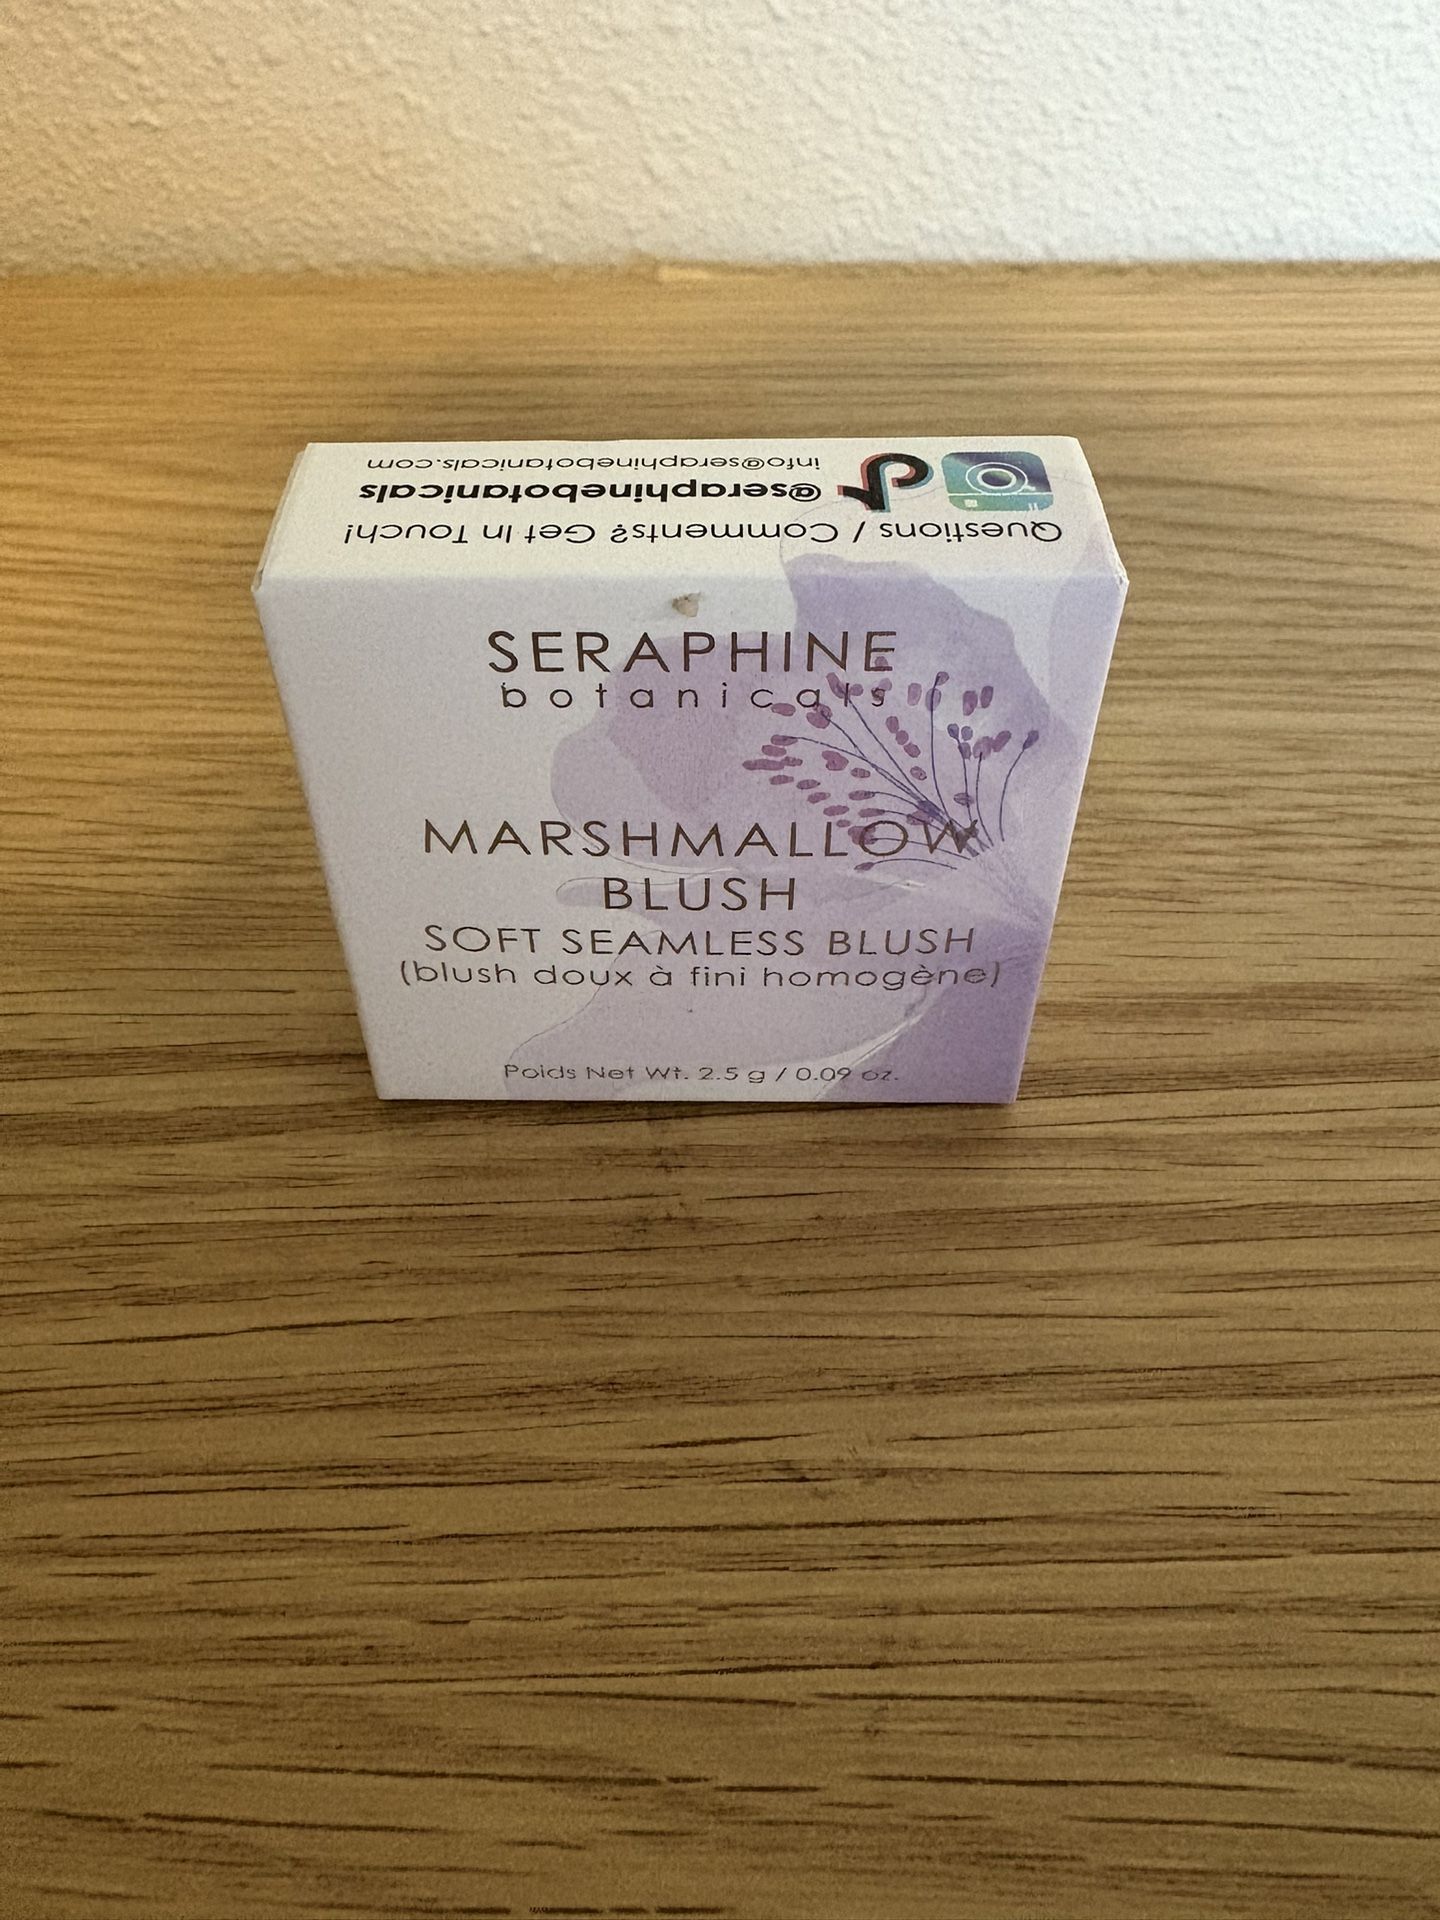 Questions / Comments? Get In Touch!
@seraphinebotanicals
info@seraphinebotanicals.com
SERAPHINE
botanicals
MARSHMALLOW
BLUSH
SOFT SEAMLESS BLUSH
(blush doux à fini homogène)
Poids Net Wt. 2.5 g / 0.09 oz.